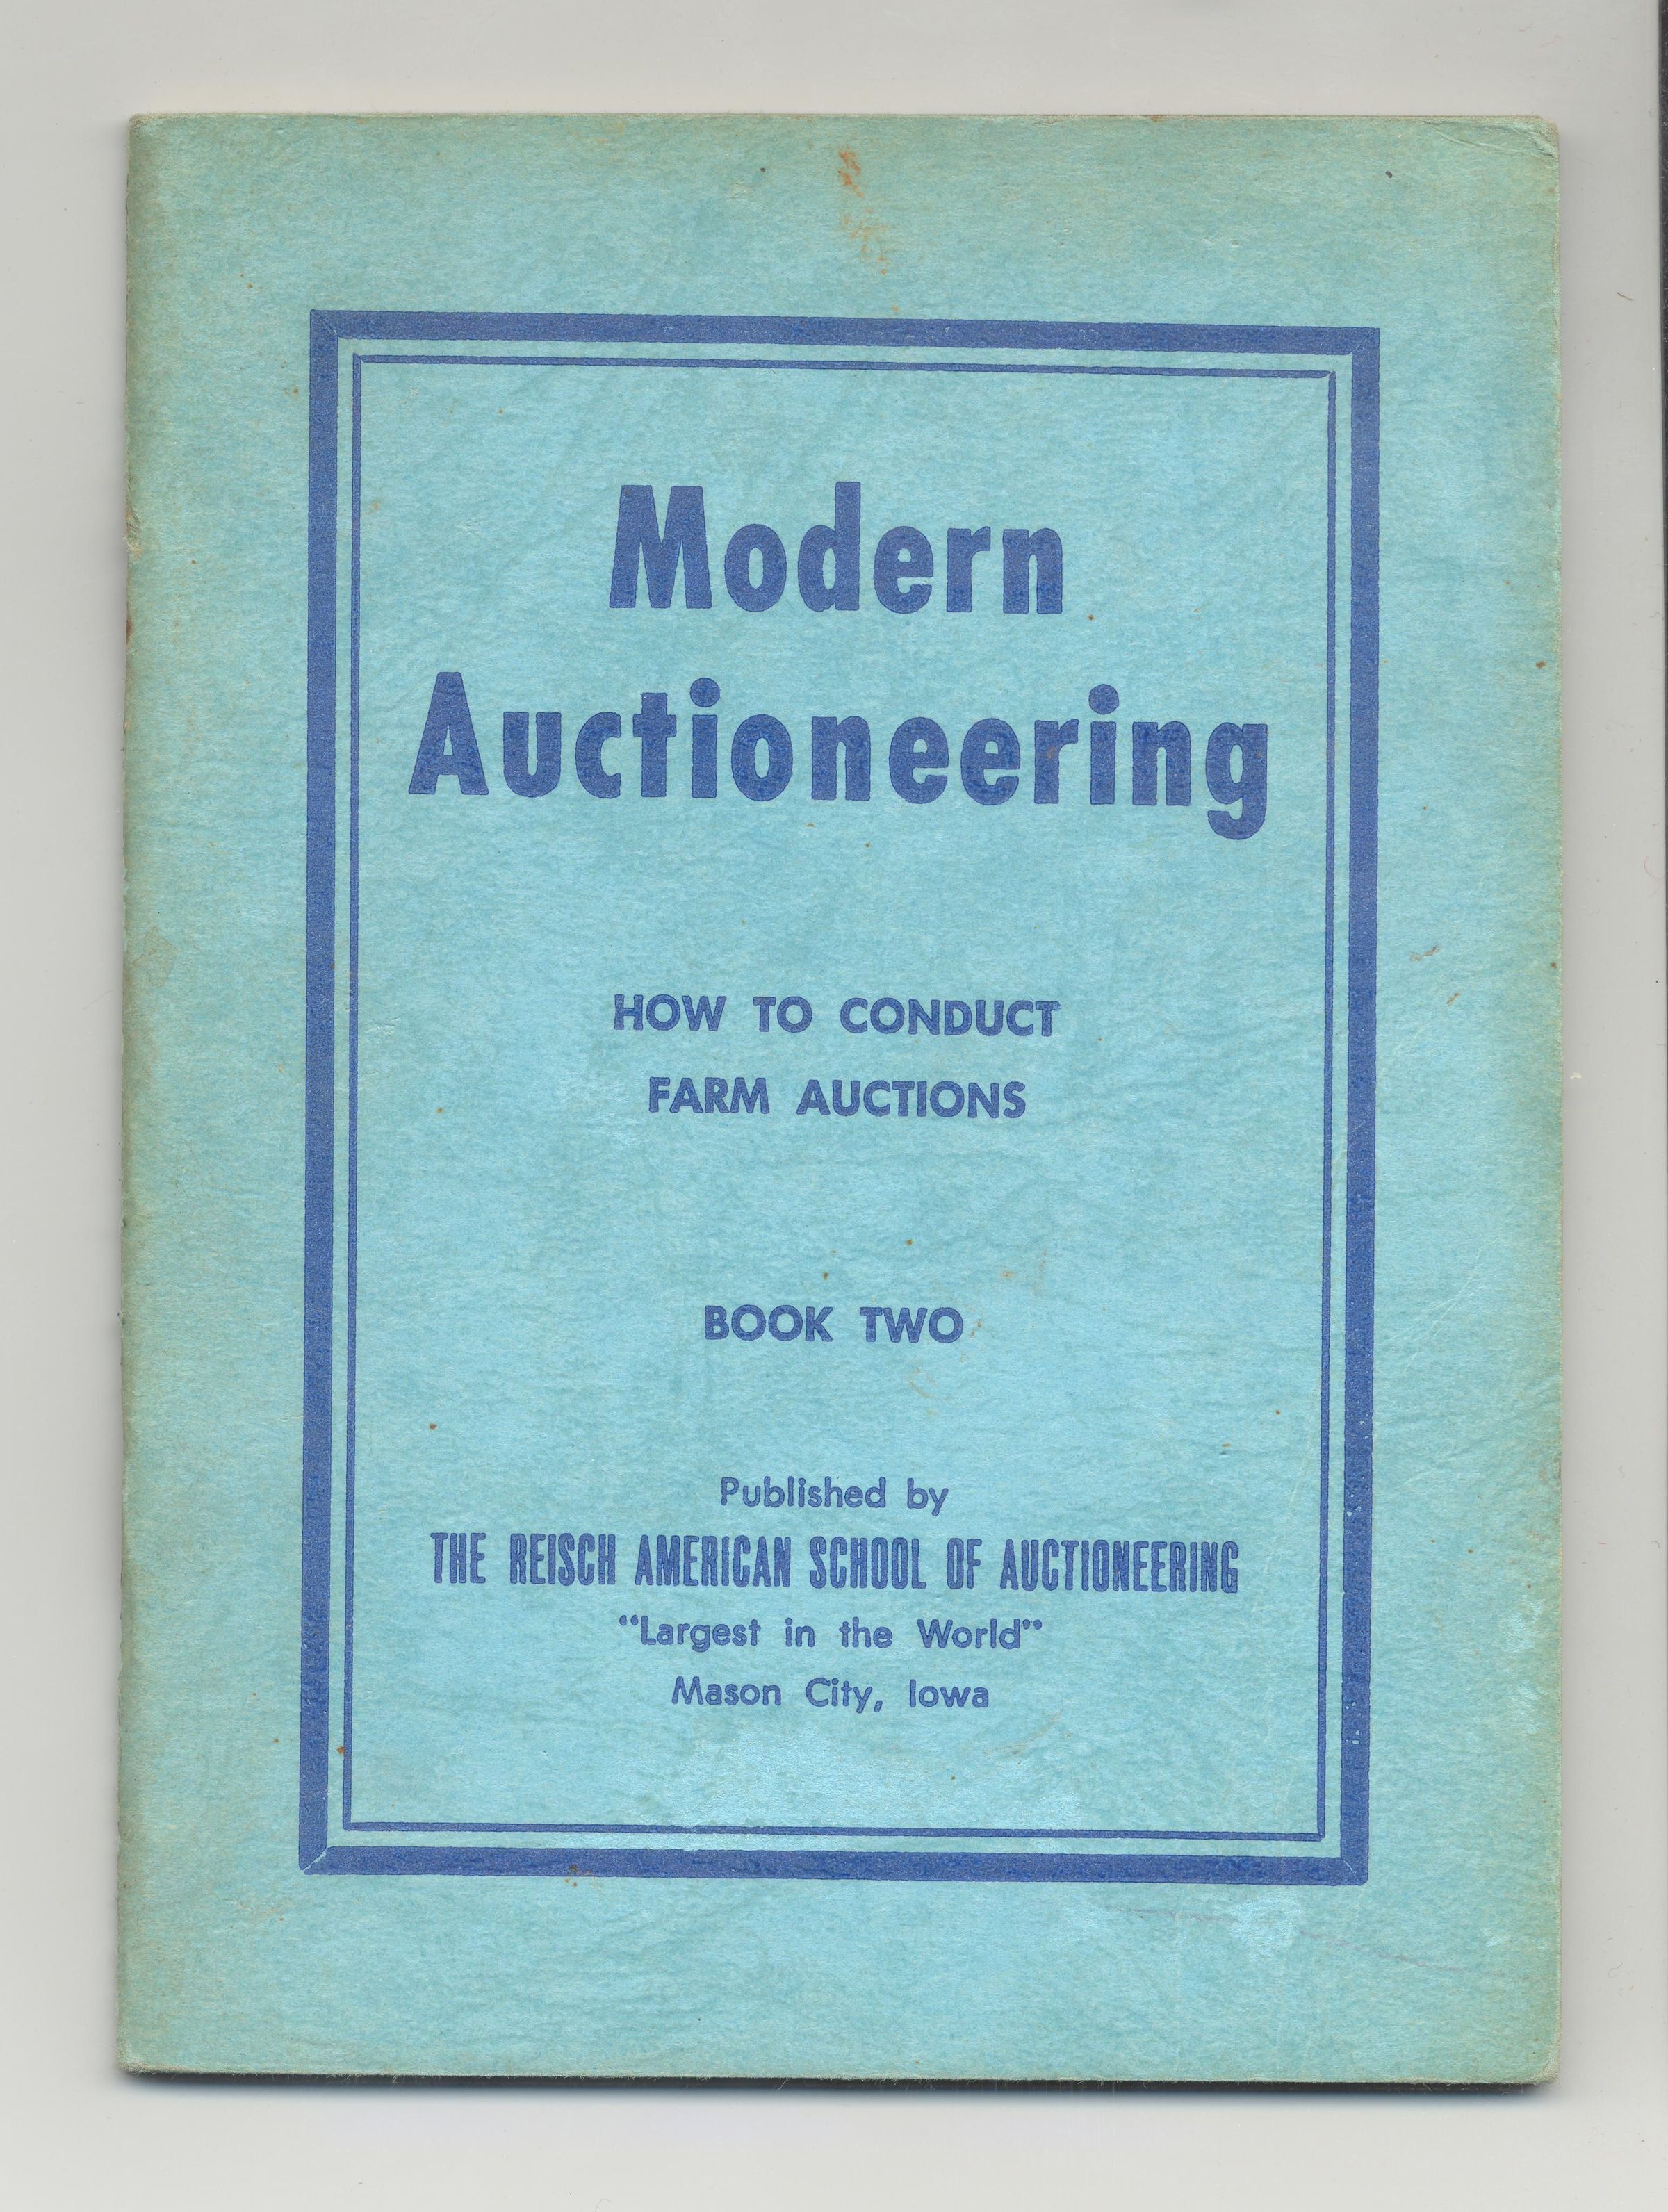 Modern
Auctioneering
HOW TO CONDUCT
FARM AUCTIONS
BOOK TWO
Published by
THE REISCH AMERICAN SCHOOL OF AUCTIONEERING
"Largest in the World"
Mason City, Iowa